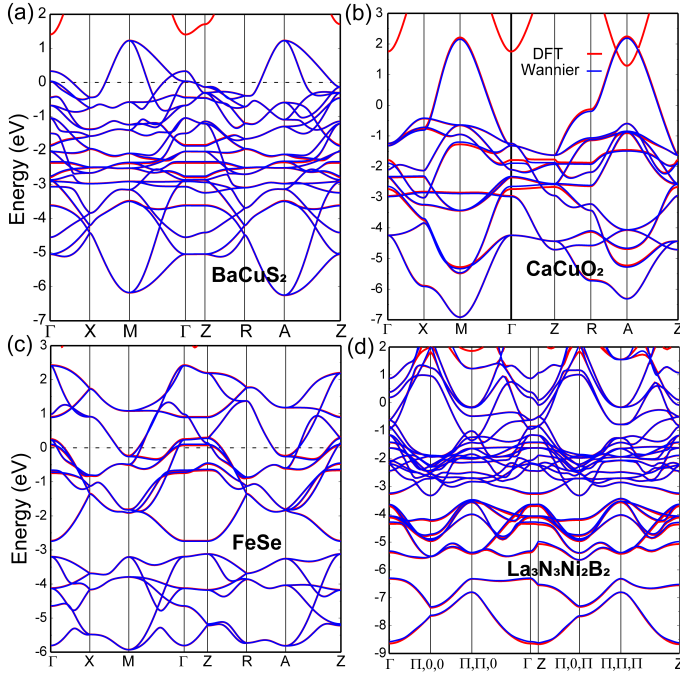 (a)
Energy (eV)
2
1
0
-1
-2
-3
-4
-5
-6
-7
BaCuS₂
Γ X M Γ Z R A Z
(b)
3
2
1
0
-1
-2
-3
-4
-5
-6
-7
DFT
Wannier
CaCuO₂
Γ X M Γ Z R A Z
(c)
Energy (eV)
3
2
1
0
-1
-2
-3
-4
-5
-6
FeSe
Γ X M Γ Z R A Z
(d)
2
1
0
-1
-2
-3
-4
-5
-6
-7
-8
-9
La₃N₃Ni₂B₂
Γ Π,0,0 Π,Π,0 Γ Z Π,0,Π Π,Π,Π Z